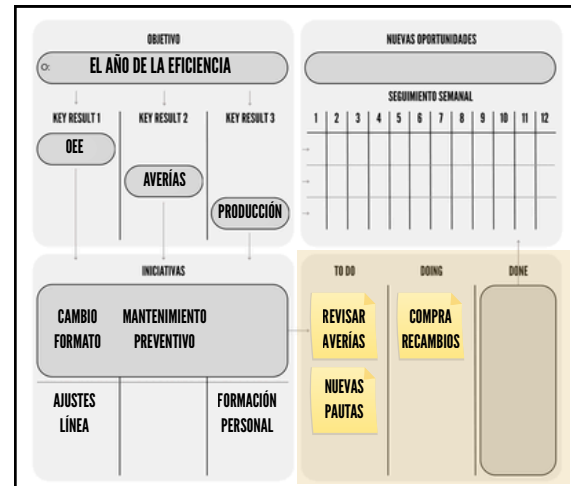 OBJETIVO
O: EL AÑO DE LA EFICIENCIA
KEY RESULT 1 KEY RESULT 2 KEY RESULT 3
OEE
AVERÍAS
PRODUCCIÓN
NUEVAS OPORTUNIDADES
SEGUIMIENTO SEMANAL
1 2 3 4 5 6 7 8 9 10 11 12
INICIATIVAS
CAMBIO
FORMATO
MANTENIMIENTO
PREVENTIVO
AJUSTES
LÍNEA
FORMACIÓN
PERSONAL
TO DO DOING DONE
REVISAR
AVERÍAS
NUEVAS
PAUTAS
COMPRA
RECAMBIOS